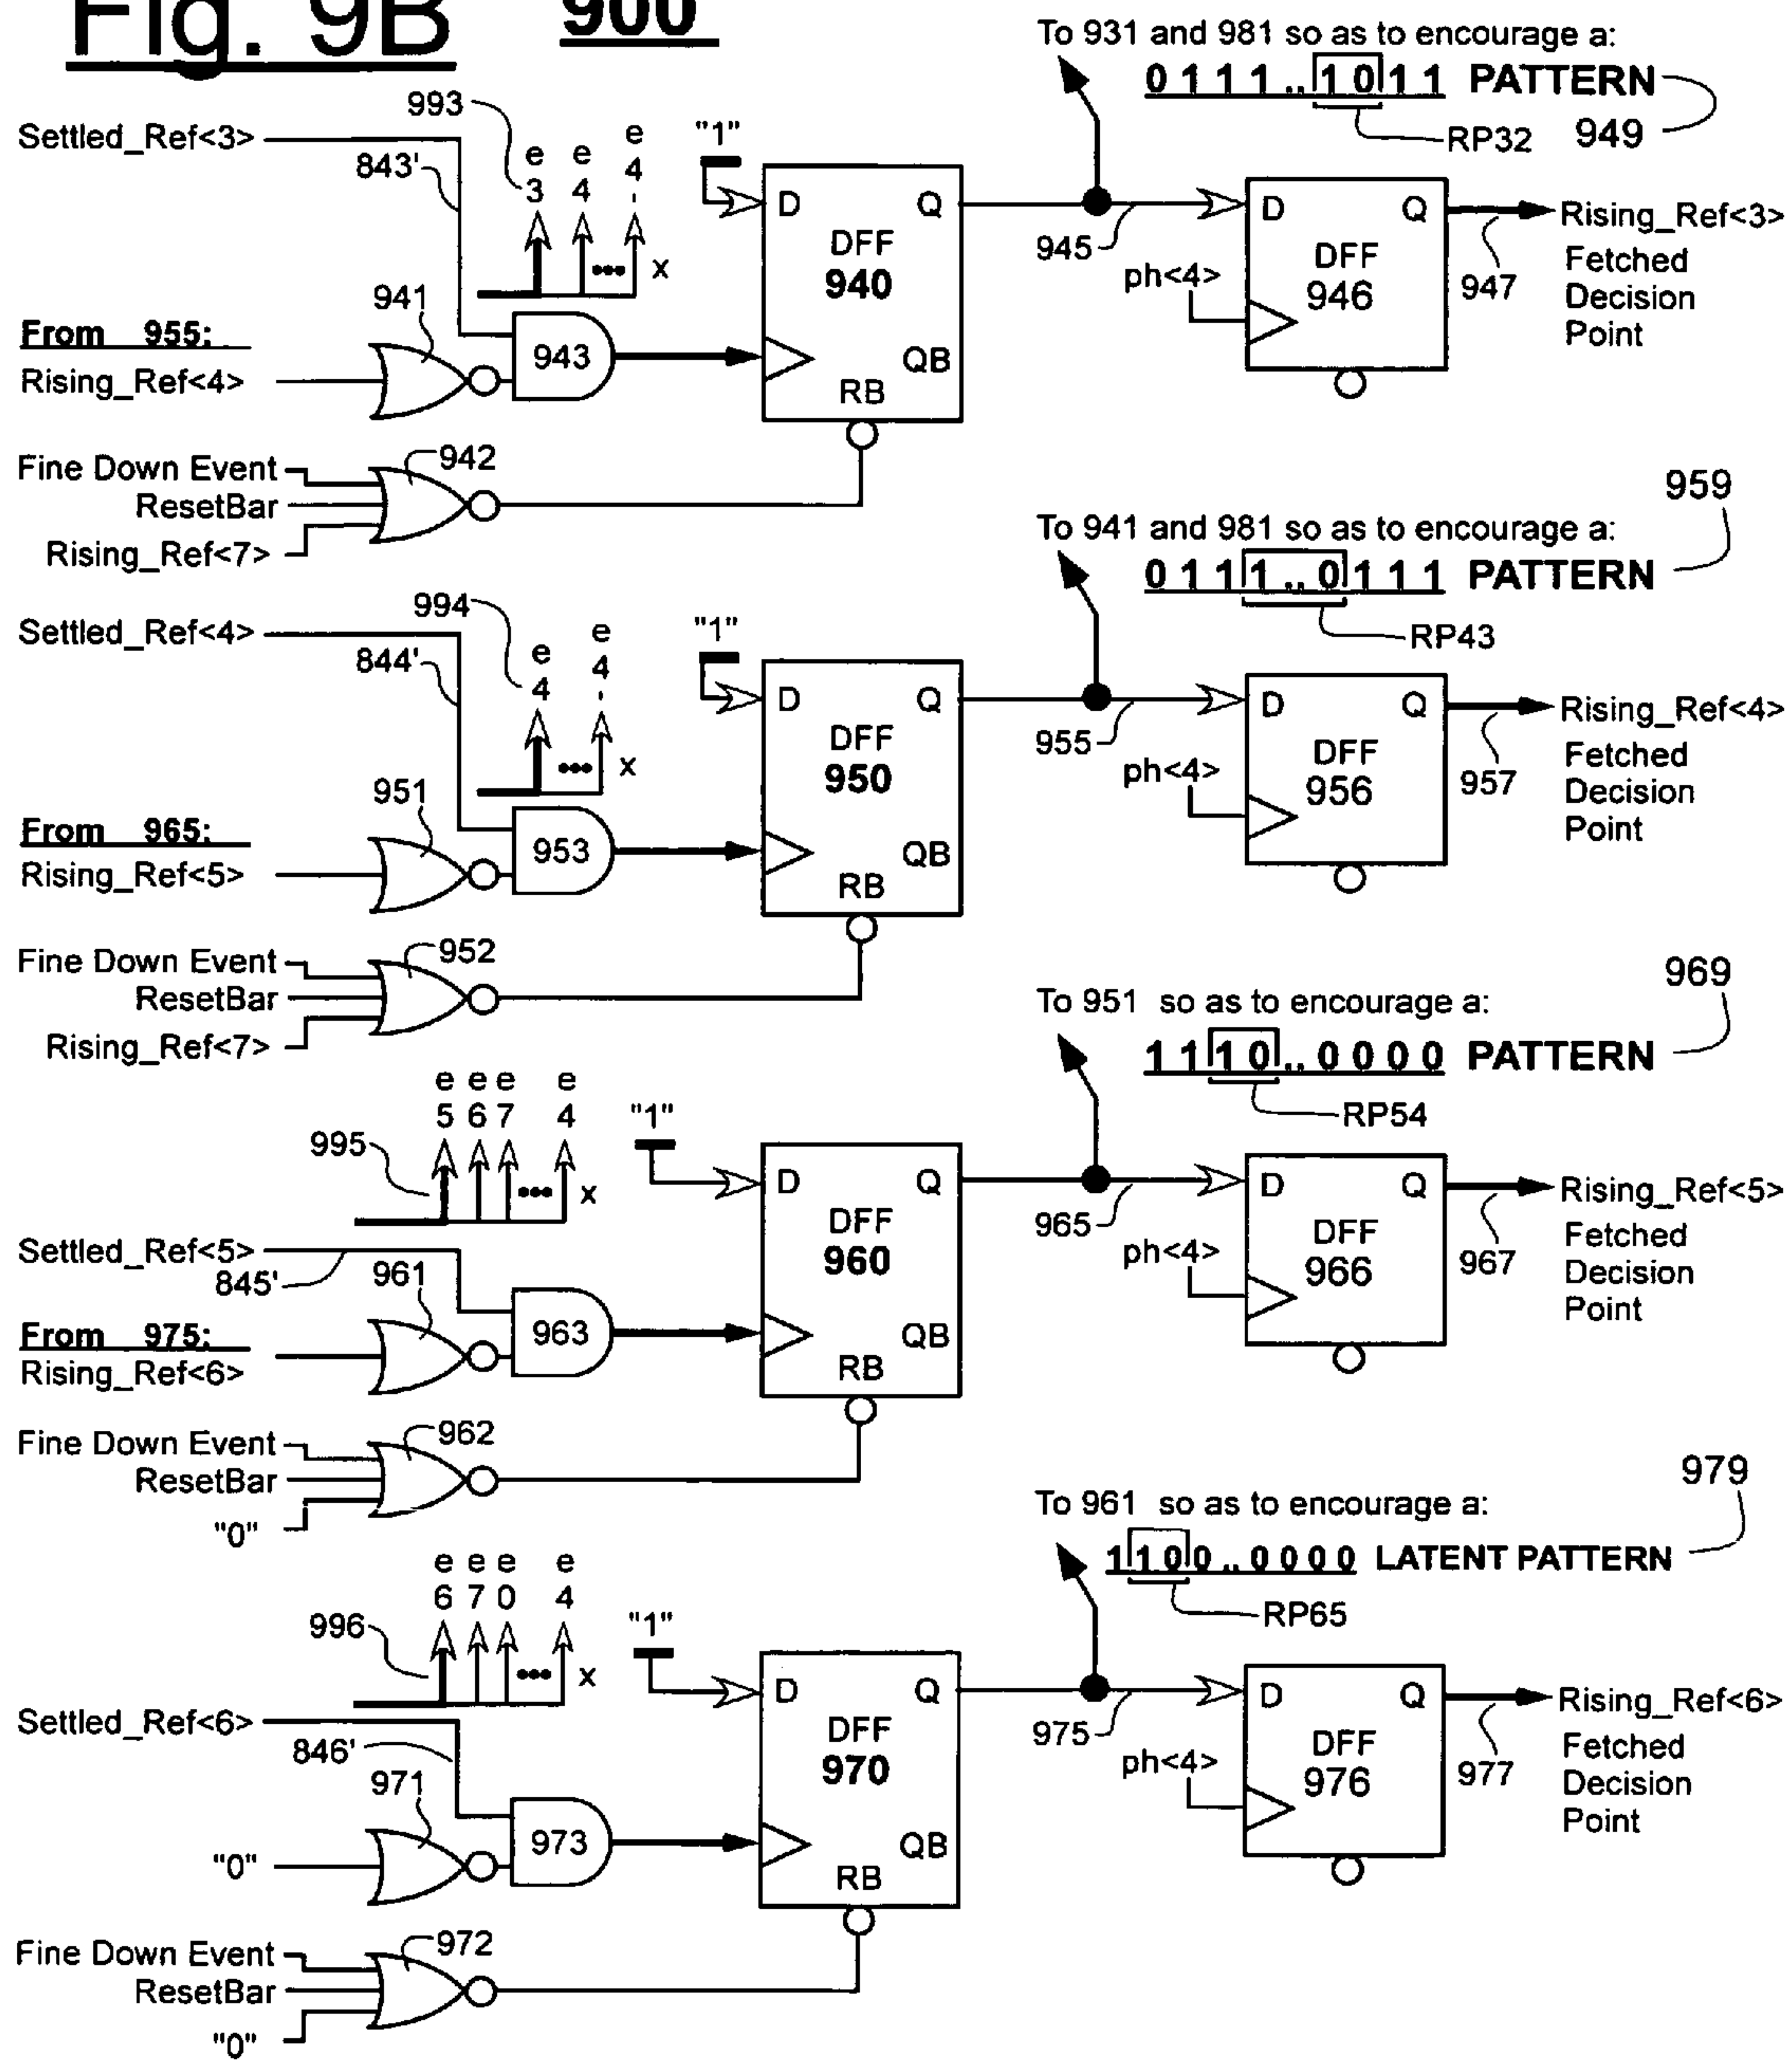 Fig. 9B 900
To 931 and 981 so as to encourage a:
0 1 1 1 .. 1 0 1 1 PATTERN
RP32 949
993
Settled_Ref<3>
843'
e e e
3 4 4
... x
"1"
D Q
DFF
940
QB
RB
941
943
From 955:
Rising_Ref<4>
Fine Down Event
ResetBar
Rising_Ref<7>
942
945
D Q
DFF
946
ph<4>
947
Rising_Ref<3>
Fetched
Decision
Point
To 941 and 981 so as to encourage a:
0 1 1 1 .. 0 1 1 1 PATTERN
959
RP43
994
Settled_Ref<4>
844'
e e
4 4
... x
"1"
D Q
DFF
950
QB
RB
951
953
From 965:
Rising_Ref<5>
Fine Down Event
ResetBar
Rising_Ref<7>
952
955
D Q
DFF
956
ph<4>
957
Rising_Ref<4>
Fetched
Decision
Point
To 951 so as to encourage a:
1 1 1 0 .. 0 0 0 0 PATTERN
969
RP54
e e e e
5 6 7 4
995
... x
"1"
D Q
DFF
960
QB
RB
Settled_Ref<5>
845'
961
963
From 975:
Rising_Ref<6>
Fine Down Event
ResetBar
"0"
962
965
D Q
DFF
966
ph<4>
967
Rising_Ref<5>
Fetched
Decision
Point
To 961 so as to encourage a:
1 1 0 0 .. 0 0 0 0 LATENT PATTERN
979
RP65
e e e e
6 7 0 4
996
... x
"1"
D Q
DFF
970
QB
RB
Settled_Ref<6>
846'
971
973
"0"
Fine Down Event
ResetBar
"0"
972
975
D Q
DFF
976
ph<4>
977
Rising_Ref<6>
Fetched
Decision
Point